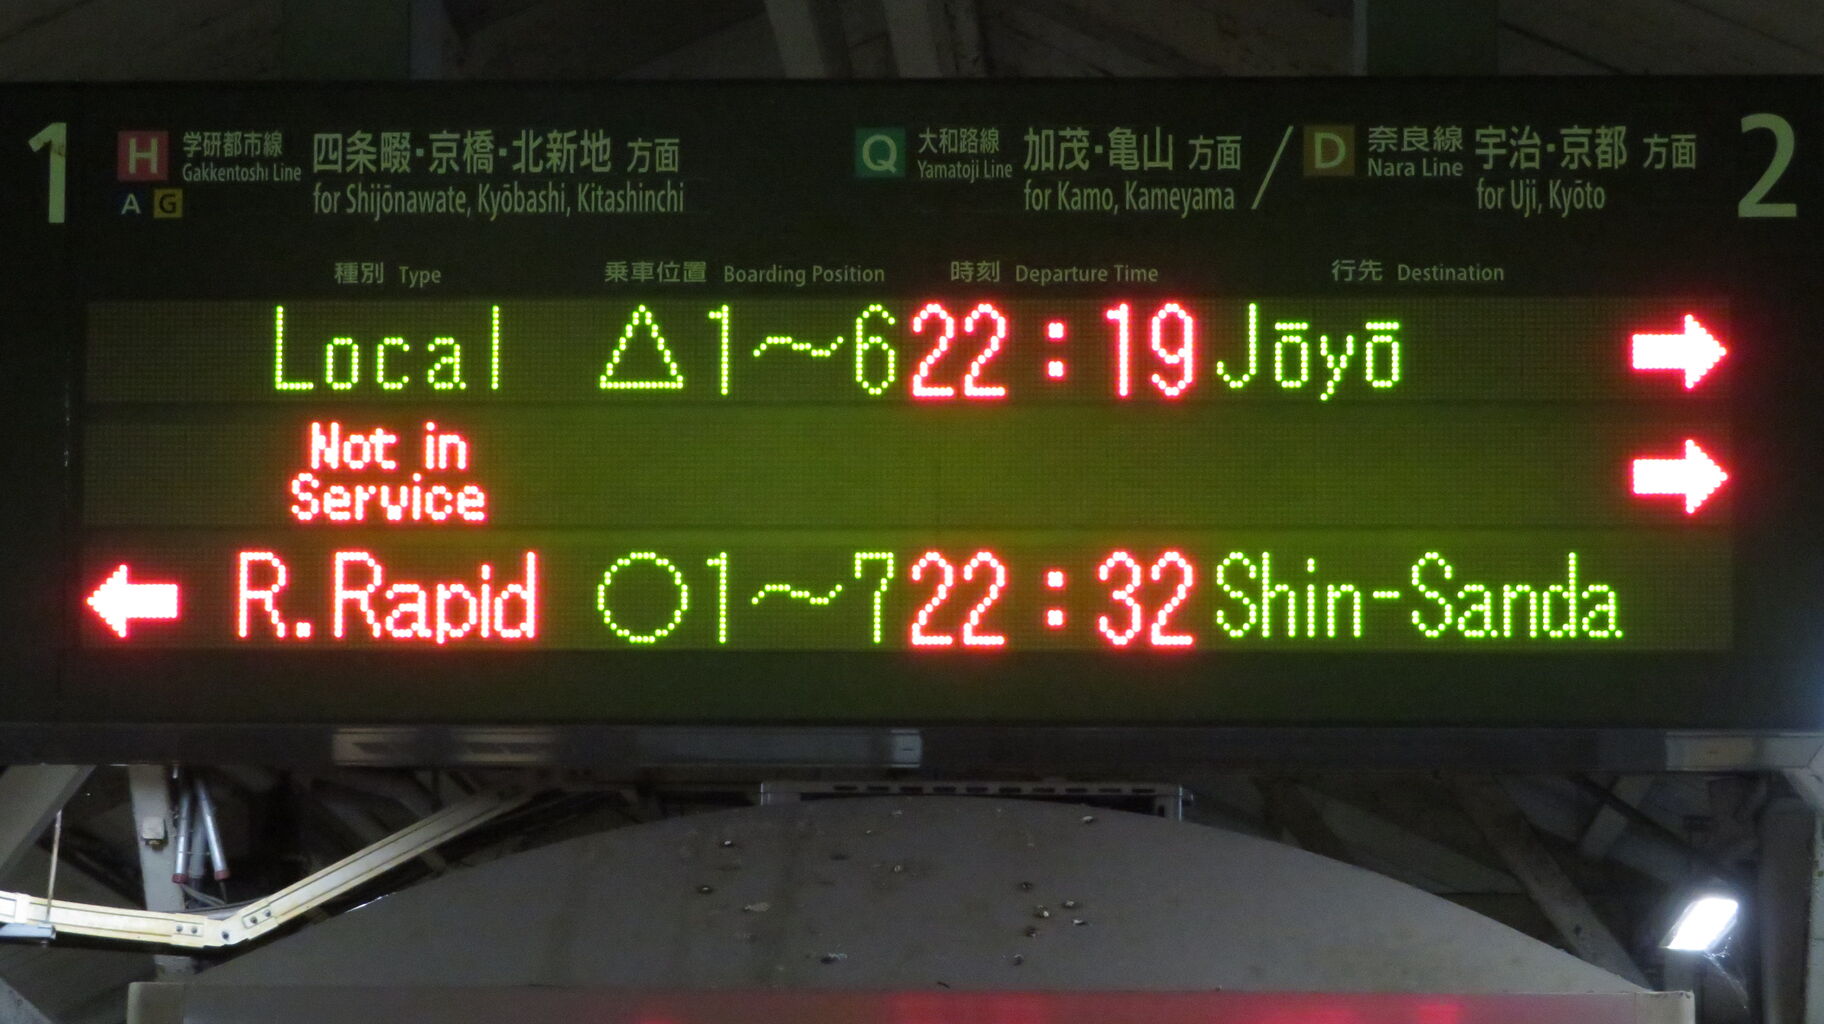 1 H 学研都市線 四条畷・京橋・北新地 方面 Q 大和路線 加茂・亀山 方面 / D 奈良線 宇治・京都 方面 2
A G Gakkentoshi Line for Shijōnawate, Kyōbashi, Kitashinchi Yamatoji Line for Kamo, Kameyama Nara Line for Uji, Kyōto
種別 Type 乗車位置 Boarding Position 時刻 Departure Time 行先 Destination
Local △1～6 22:19 Jōyō →
Not in
Service →
← R.Rapid ○1～7 22:32 Shin-Sanda